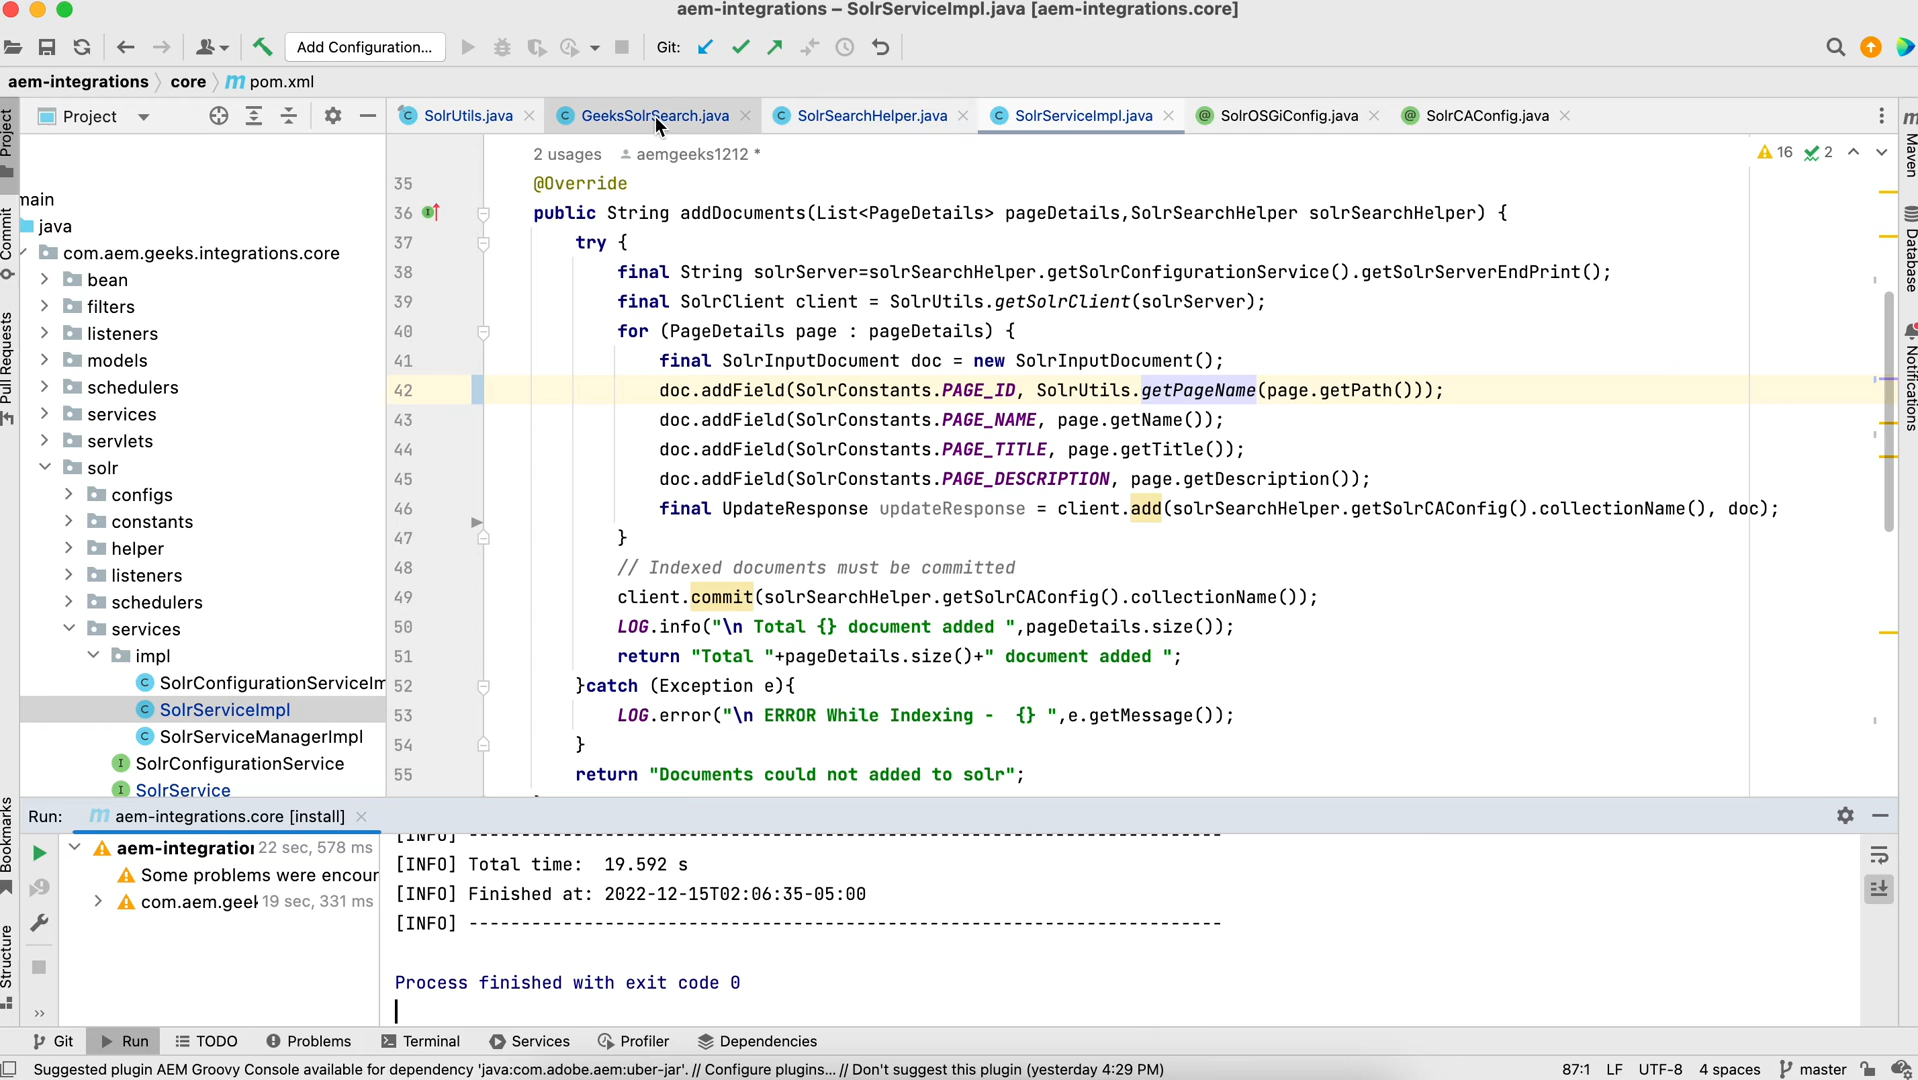 aem-integrations – SolrServiceImpl.java [aem-integrations.core]
Add Configuration...
Git:
aem-integrations core pom.xml
Project
SolrUtils.java
GeeksSolrSearch.java
SolrSearchHelper.java
SolrServiceImpl.java
SolrOSGiConfig.java
SolrCAConfig.java
2 usages aemgeeks1212 *
16 2
35 @Override
36 public String addDocuments(List<PageDetails> pageDetails,SolrSearchHelper solrSearchHelper) {
37 try {
38 final String solrServer=solrSearchHelper.getSolrConfigurationService().getSolrServerEndPrint();
39 final SolrClient client = SolrUtils.getSolrClient(solrServer);
40 for (PageDetails page : pageDetails) {
41 final SolrInputDocument doc = new SolrInputDocument();
42 doc.addField(SolrConstants.PAGE_ID, SolrUtils.getPageName(page.getPath()));
43 doc.addField(SolrConstants.PAGE_NAME, page.getName());
44 doc.addField(SolrConstants.PAGE_TITLE, page.getTitle());
45 doc.addField(SolrConstants.PAGE_DESCRIPTION, page.getDescription());
46 final UpdateResponse updateResponse = client.add(solrSearchHelper.getSolrCAConfig().collectionName(), doc);
47 }
48 // Indexed documents must be committed
49 client.commit(solrSearchHelper.getSolrCAConfig().collectionName());
50 LOG.info("\n Total {} document added ",pageDetails.size());
51 return "Total "+pageDetails.size()+" document added ";
52 }catch (Exception e){
53 LOG.error("\n ERROR While Indexing -  {} ",e.getMessage());
54 }
55 return "Documents could not added to solr";
main
java
com.aem.geeks.integrations.core
bean
filters
listeners
models
schedulers
services
servlets
solr
configs
constants
helper
listeners
schedulers
services
impl
SolrConfigurationServiceIm
SolrServiceImpl
SolrServiceManagerImpl
SolrConfigurationService
SolrService
Project
Commit
Pull Requests
Bookmarks
Structure
Maven
Database
Notifications
Run: aem-integrations.core [install]
aem-integration 22 sec, 578 ms
Some problems were encour
com.aem.geek 19 sec, 331 ms
[INFO] ------------------------------------------------------------------------
[INFO] Total time:  19.592 s
[INFO] Finished at: 2022-12-15T02:06:35-05:00
[INFO] ------------------------------------------------------------------------
Process finished with exit code 0
Git Run TODO Problems Terminal Services Profiler Dependencies
Suggested plugin AEM Groovy Console available for dependency 'java:com.adobe.aem:uber-jar'. // Configure plugins... // Don't suggest this plugin (yesterday 4:29 PM)
87:1 LF UTF-8 4 spaces master